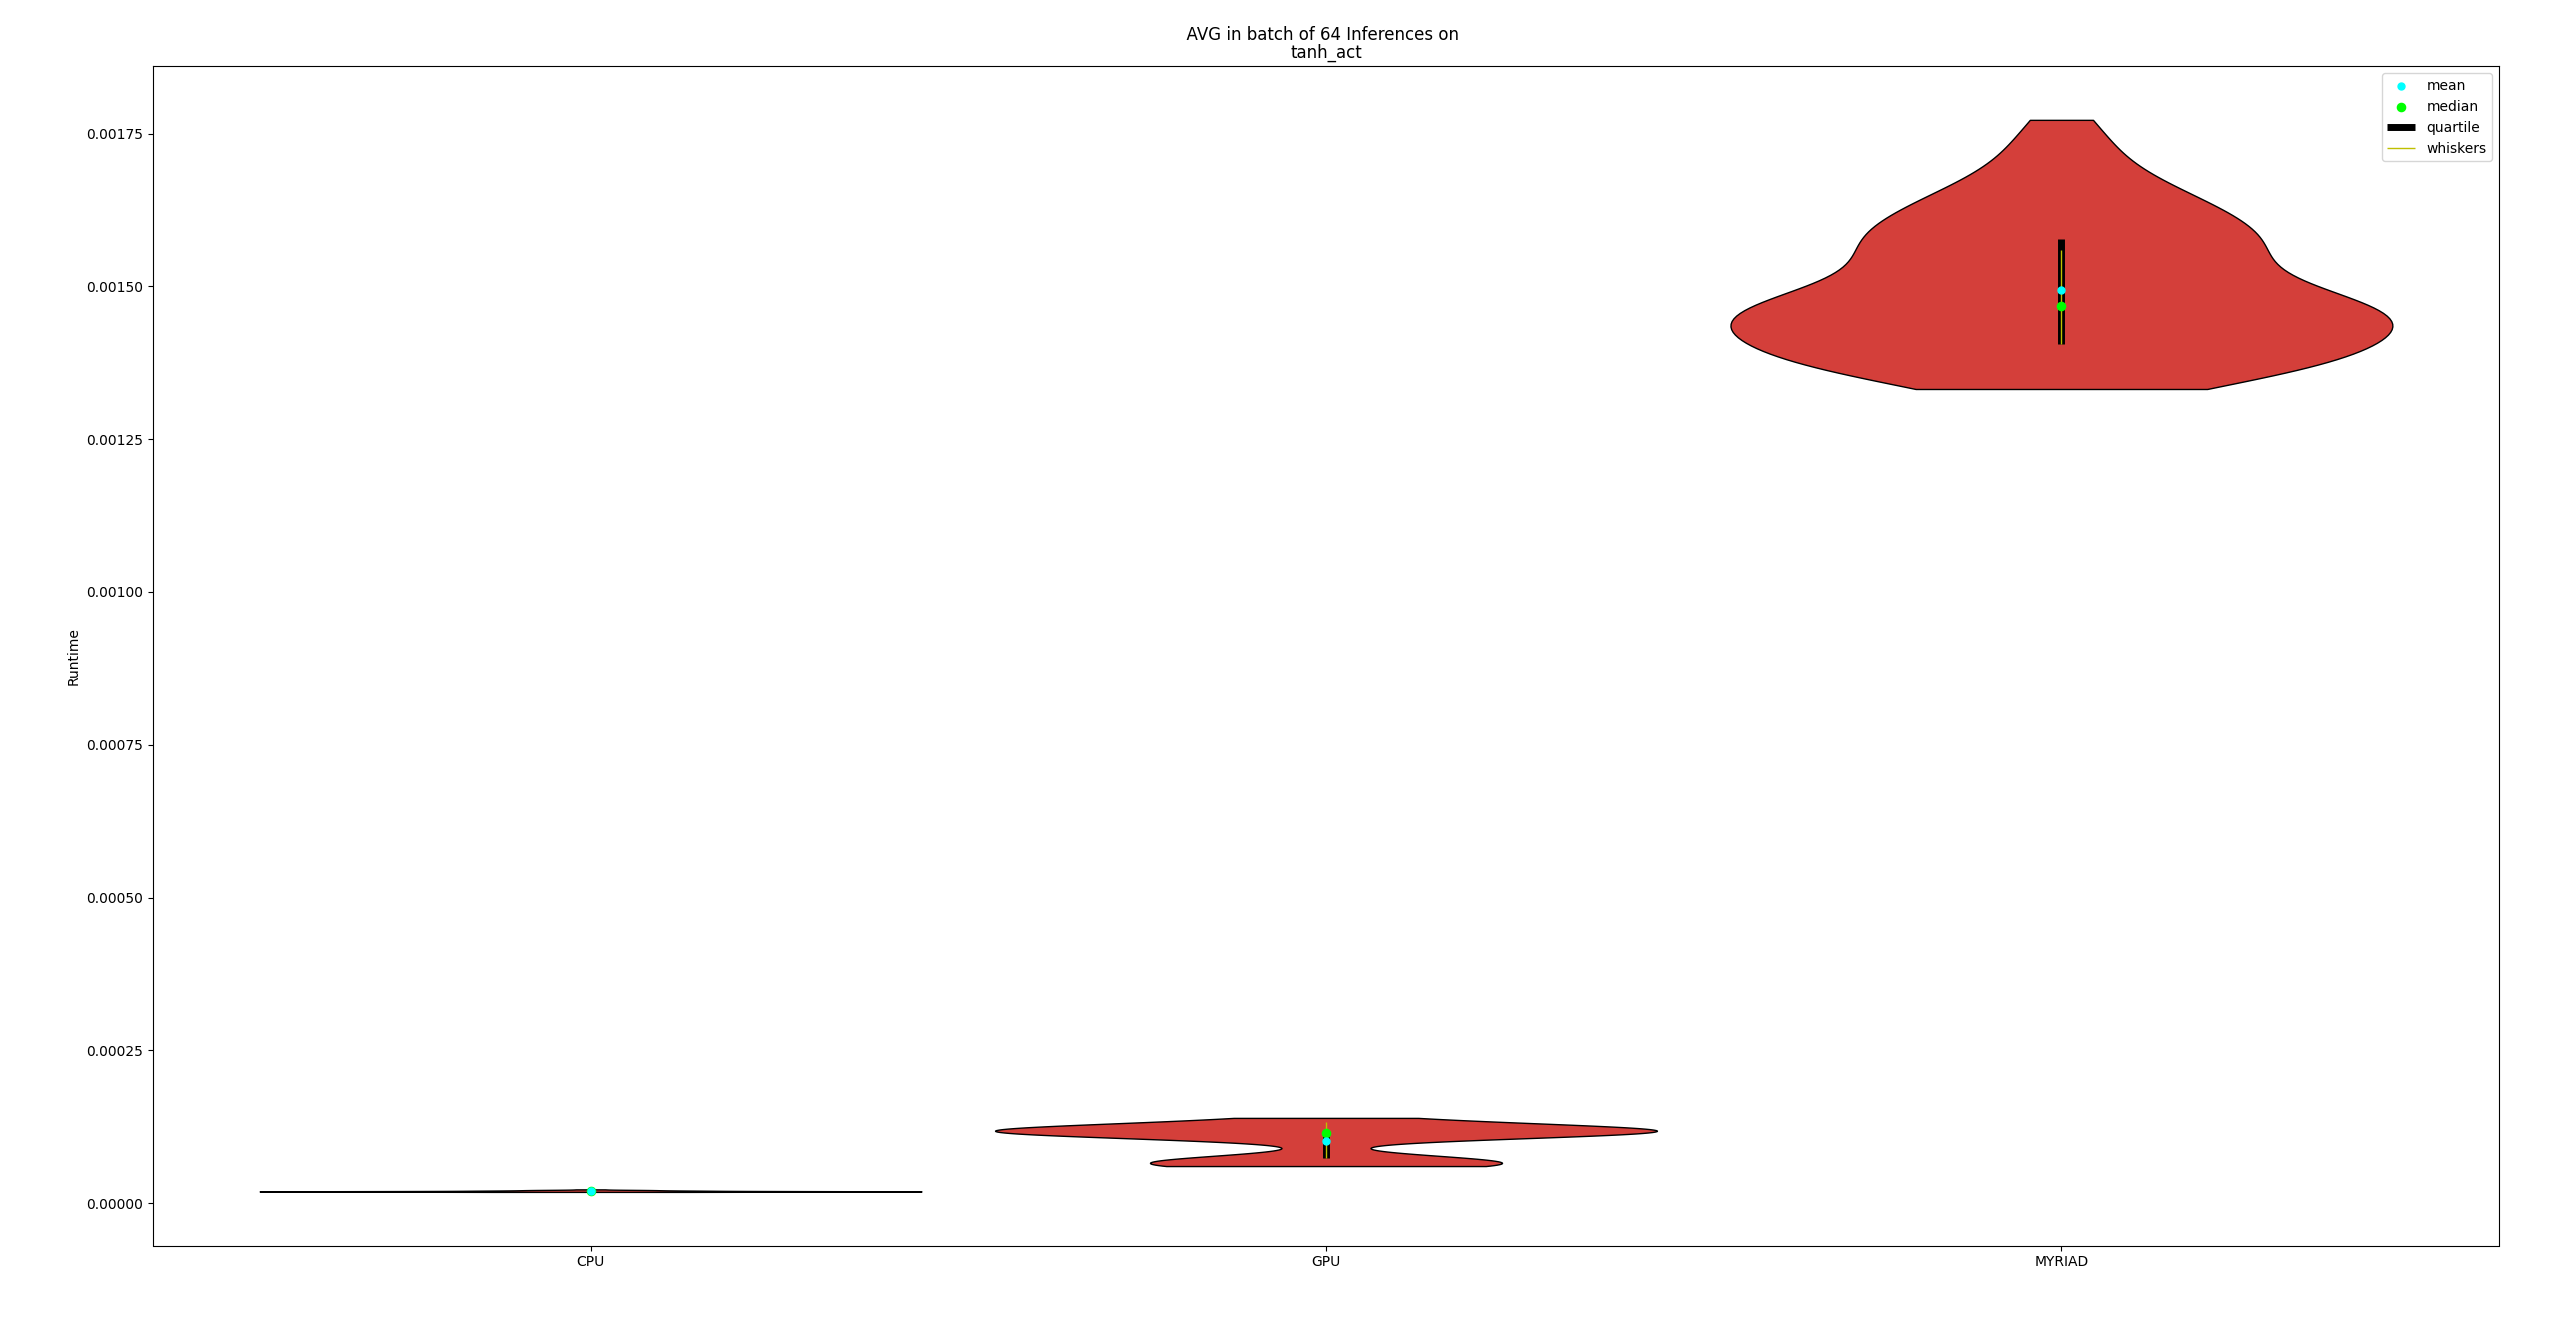 AVG in batch of 64 Inferences on
tanh_act
mean
median
quartile
whiskers
0.00175
0.00150
0.00125
0.00100
0.00075
0.00050
0.00025
0.00000
Runtime
CPU GPU MYRIAD